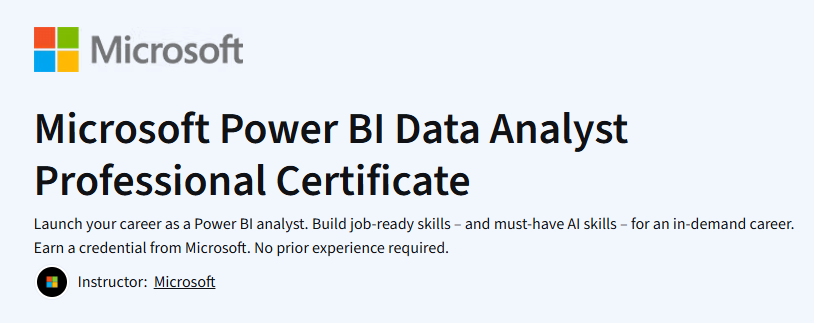 Microsoft
Microsoft Power BI Data Analyst
Professional Certificate
Launch your career as a Power BI analyst. Build job-ready skills – and must-have AI skills – for an in-demand career.
Earn a credential from Microsoft. No prior experience required.
Instructor: Microsoft